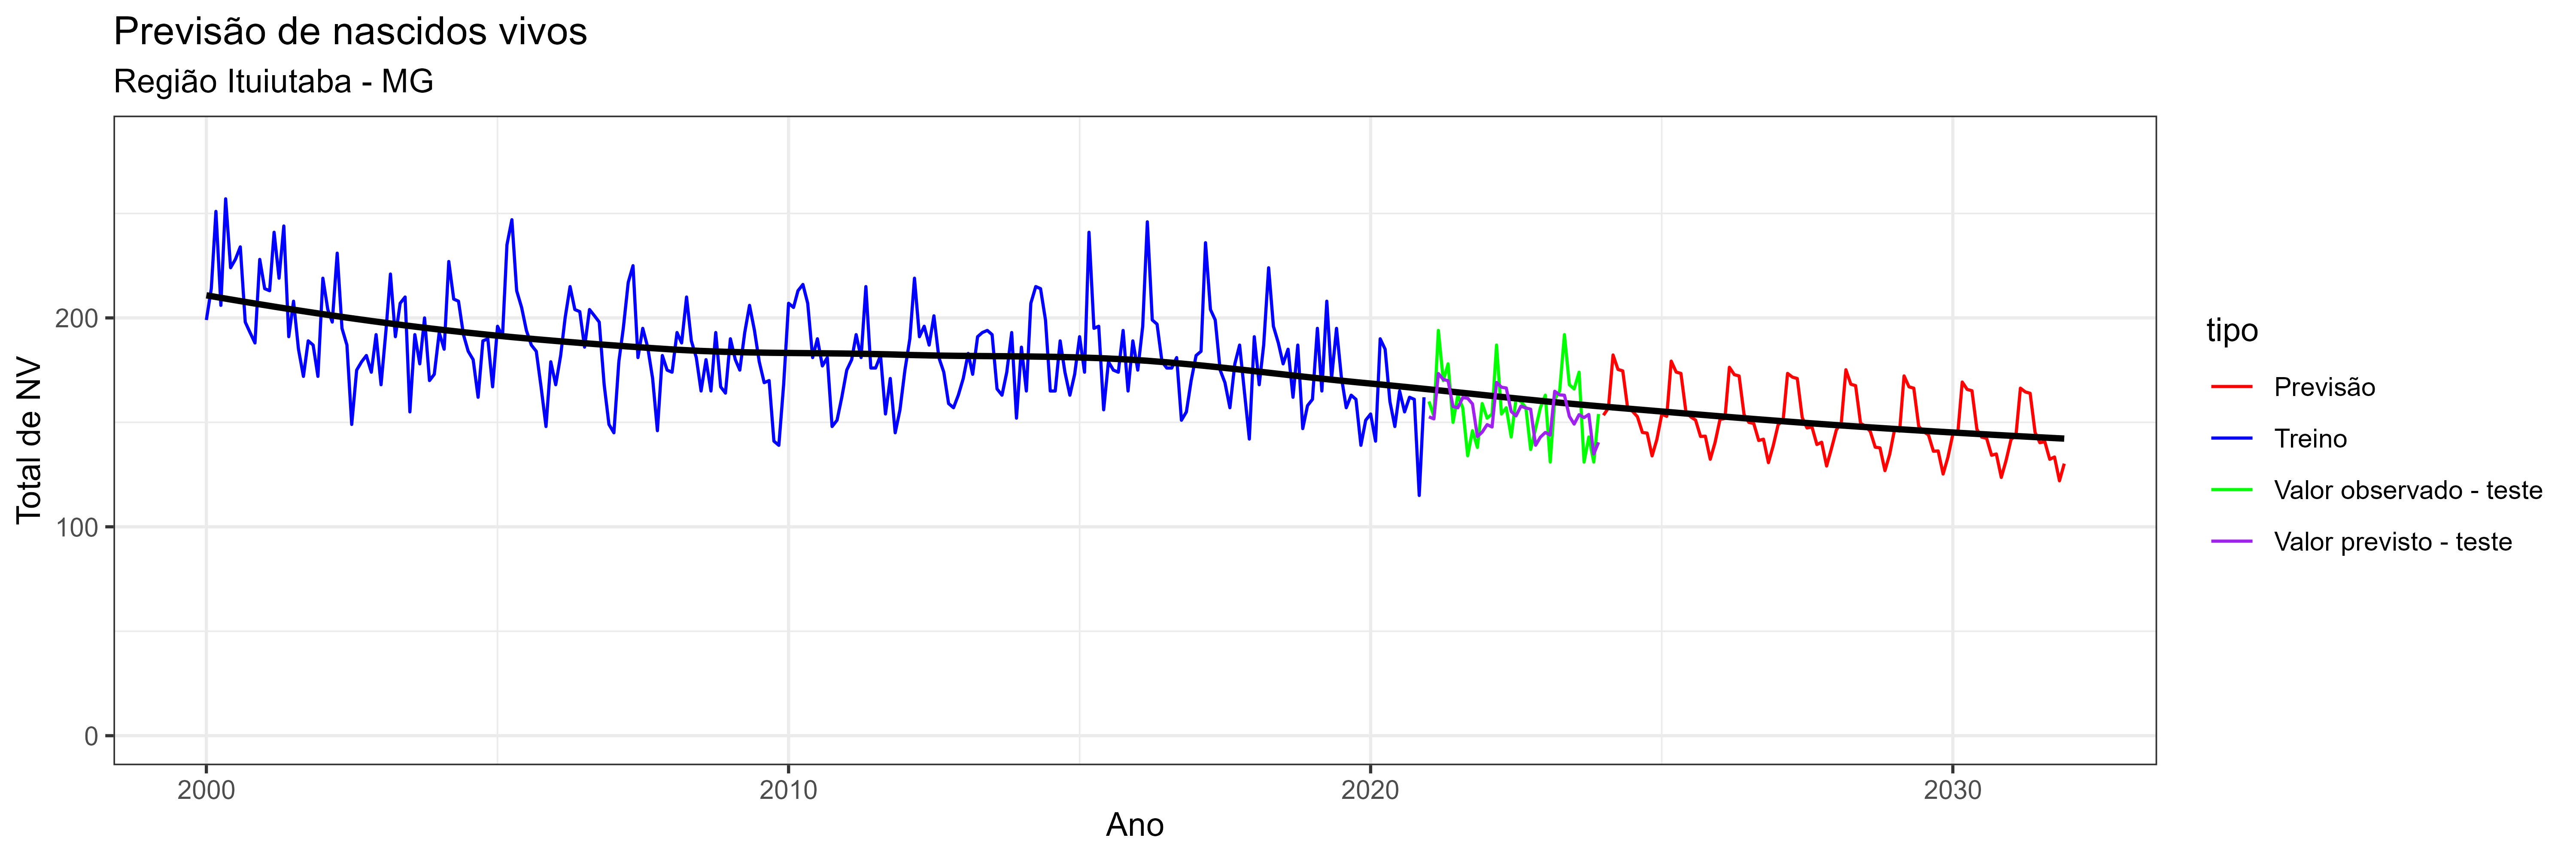 Previsão de nascidos vivos
Região Ituiutaba - MG
Total de NV
200
100
0
2000
2010
2020
2030
Ano
tipo
Previsão
Treino
Valor observado - teste
Valor previsto - teste